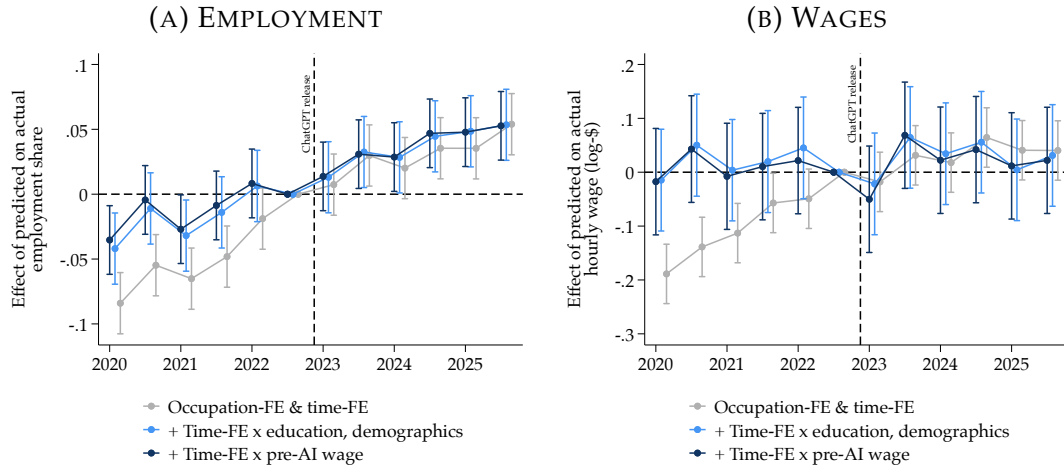 (A) EMPLOYMENT
Effect of predicted on actual
employment share
.1
.05
0
-.05
-.1
ChatGPT release
2020 2021 2022 2023 2024 2025
Occupation-FE & time-FE
+ Time-FE x education, demographics
+ Time-FE x pre-AI wage
(B) WAGES
Effect of predicted on actual
hourly wage (log-$)
.2
.1
0
-.1
-.2
-.3
ChatGPT release
2020 2021 2022 2023 2024 2025
Occupation-FE & time-FE
+ Time-FE x education, demographics
+ Time-FE x pre-AI wage